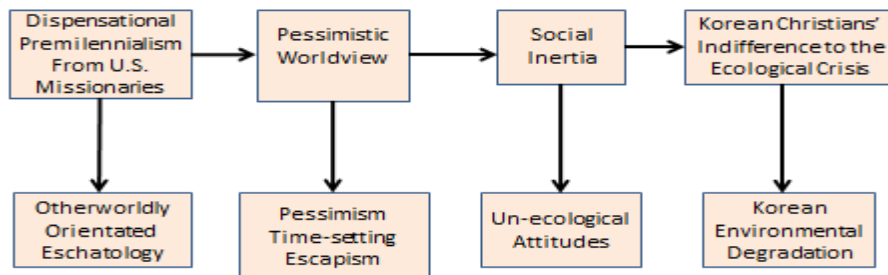 Dispensational
Premilennialism
From U.S.
Missionaries
Pessimistic
Worldview
Social
Inertia
Korean Christians'
Indifference to the
Ecological Crisis
Otherworldly
Orientated
Eschatology
Pessimism
Time-setting
Escapism
Un-ecological
Attitudes
Korean
Environmental
Degradation